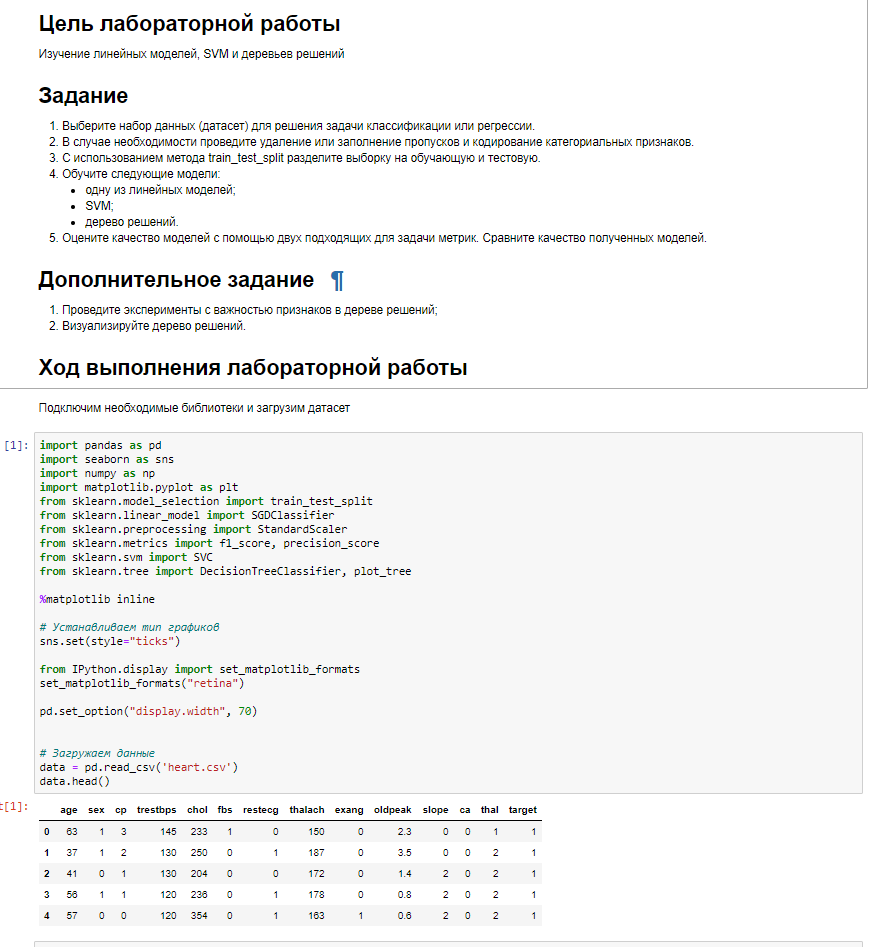 Цель лабораторной работы
Изучение линейных моделей, SVM и деревьев решений
Задание
1. Выберите набор данных (датасет) для решения задачи классификации или регрессии.
2. В случае необходимости проведите удаление или заполнение пропусков и кодирование категориальных признаков.
3. С использованием метода train_test_split разделите выборку на обучающую и тестовую.
4. Обучите следующие модели:
• одну из линейных моделей;
• SVM;
• дерево решений.
5. Оцените качество моделей с помощью двух подходящих для задачи метрик. Сравните качество полученных моделей.
Дополнительное задание ¶
1. Проведите эксперименты с важностью признаков в дереве решений;
2. Визуализируйте дерево решений.
Ход выполнения лабораторной работы
Подключим необходимые библиотеки и загрузим датасет
[1]: import pandas as pd
import seaborn as sns
import numpy as np
import matplotlib.pyplot as plt
from sklearn.model_selection import train_test_split
from sklearn.linear_model import SGDClassifier
from sklearn.preprocessing import StandardScaler
from sklearn.metrics import f1_score, precision_score
from sklearn.svm import SVC
from sklearn.tree import DecisionTreeClassifier, plot_tree
%matplotlib inline
# Устанавливаем тип графиков
sns.set(style="ticks")
from IPython.display import set_matplotlib_formats
set_matplotlib_formats("retina")
pd.set_option("display.width", 70)
# Загружаем данные
data = pd.read_csv('heart.csv')
data.head()
t[1]: age sex cp trestbps chol fbs restecg thalach exang oldpeak slope ca thal target
0 63 1 3 145 233 1 0 150 0 2.3 0 0 1 1
1 37 1 2 130 250 0 1 187 0 3.5 0 0 2 1
2 41 0 1 130 204 0 0 172 0 1.4 2 0 2 1
3 56 1 1 120 236 0 1 178 0 0.8 2 0 2 1
4 57 0 0 120 354 0 1 163 1 0.6 2 0 2 1